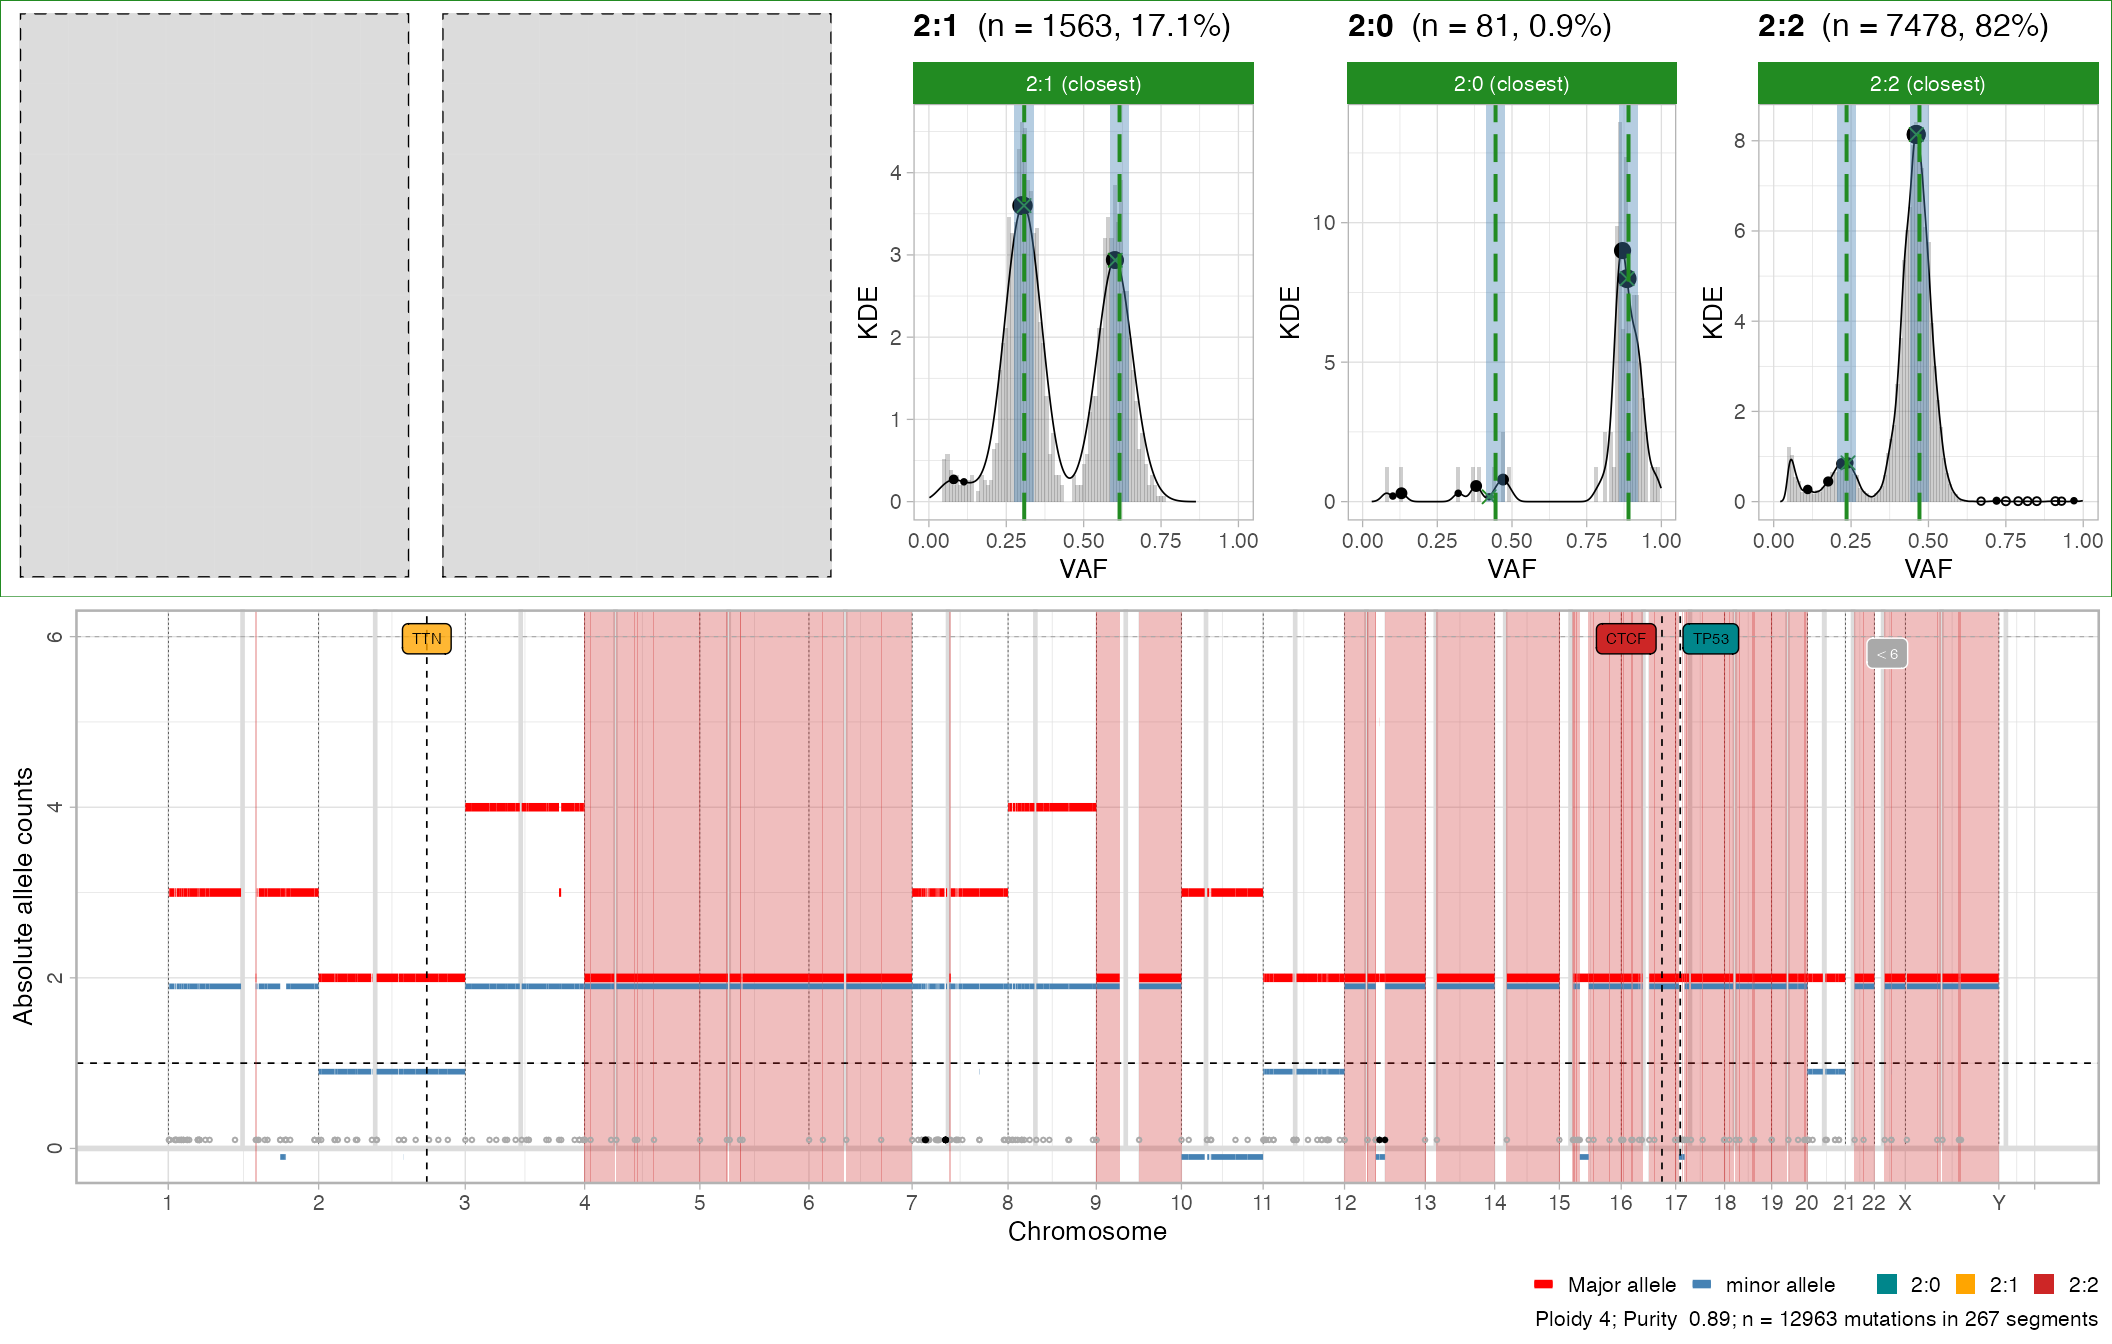 2:1 (n = 1563, 17.1%)
2:0 (n = 81, 0.9%)
2:2 (n = 7478, 82%)
2:1 (closest)
2:0 (closest)
2:2 (closest)
KDE
4
3
2
1
0
0.00 0.25 0.50 0.75 1.00
VAF
KDE
10
5
0
0.00 0.25 0.50 0.75 1.00
VAF
KDE
8
6
4
2
0
0.00 0.25 0.50 0.75 1.00
VAF
Absolute allele counts
6
4
2
0
TTN
CTCF
TP53
< 6
1 2 3 4 5 6 7 8 9 10 11 12 13 14 15 16 17 18 19 20 21 22 X Y
Chromosome
Major allele minor allele 2:0 2:1 2:2
Ploidy 4; Purity 0.89; n = 12963 mutations in 267 segments